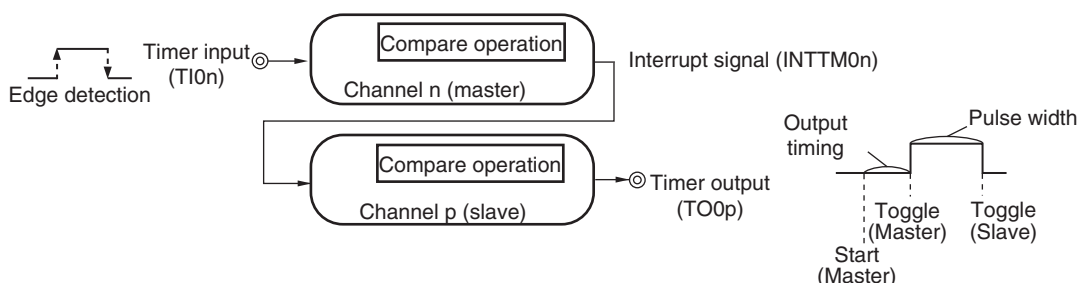 Timer input
(TI0n)
Edge detection
Compare operation
Channel n (master)
Interrupt signal (INTTM0n)
Compare operation
Channel p (slave)
Timer output
(TO0p)
Output
timing
Pulse width
Toggle
(Master)
Toggle
(Slave)
Start
(Master)